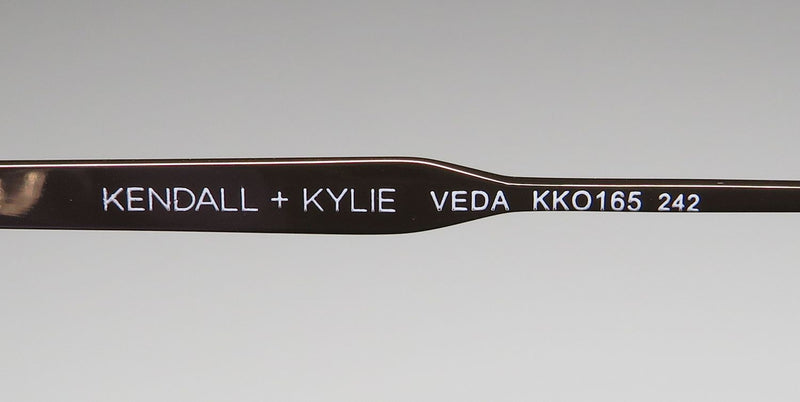 KENDALL + KYLIE VEDA KKO165 242